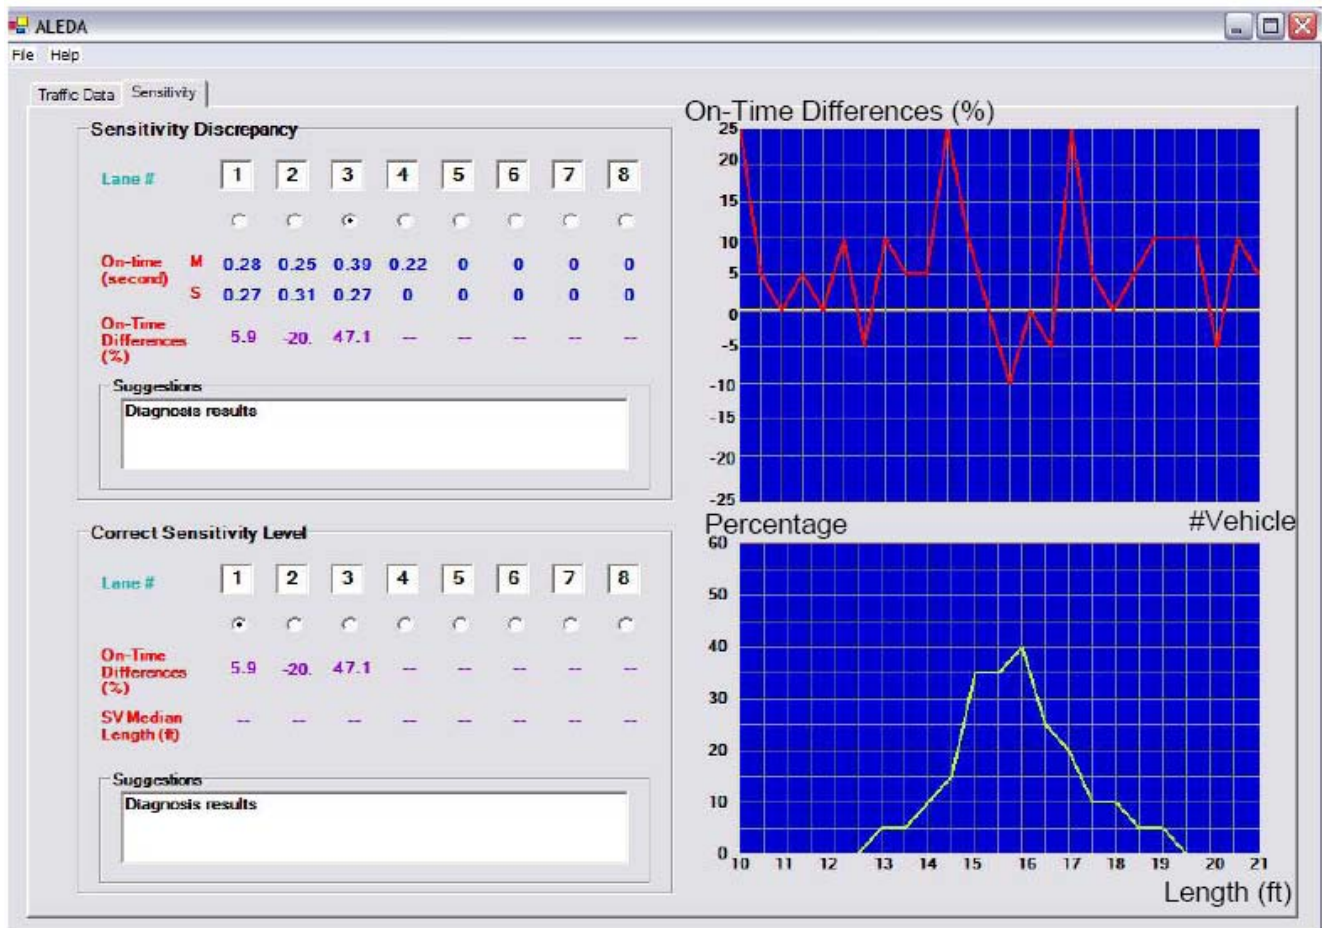 ALEDA
File Help
Traffic Data Sensitivity
Sensitivity Discrepancy
Lane # 1 2 3 4 5 6 7 8
On-time (second)
M 0.28 0.25 0.39 0.22 0 0 0 0
S 0.27 0.31 0.27 0 0 0 0 0
On-Time
Differences
(%)
5.9 -20. 47.1 -- -- -- -- --
Suggestions
Diagnosis results
Correct Sensitivity Level
Lane # 1 2 3 4 5 6 7 8
On-Time
Differences
(%)
5.9 -20. 47.1 -- -- -- -- --
SV Median
Length (ft)
-- -- -- -- -- -- -- --
Suggestions
Diagnosis results
On-Time Differences (%)
25
20
15
10
5
0
-5
-10
-15
-20
-25
#Vehicle
Percentage
60
50
40
30
20
10
0
10 11 12 13 14 15 16 17 18 19 20 21
Length (ft)